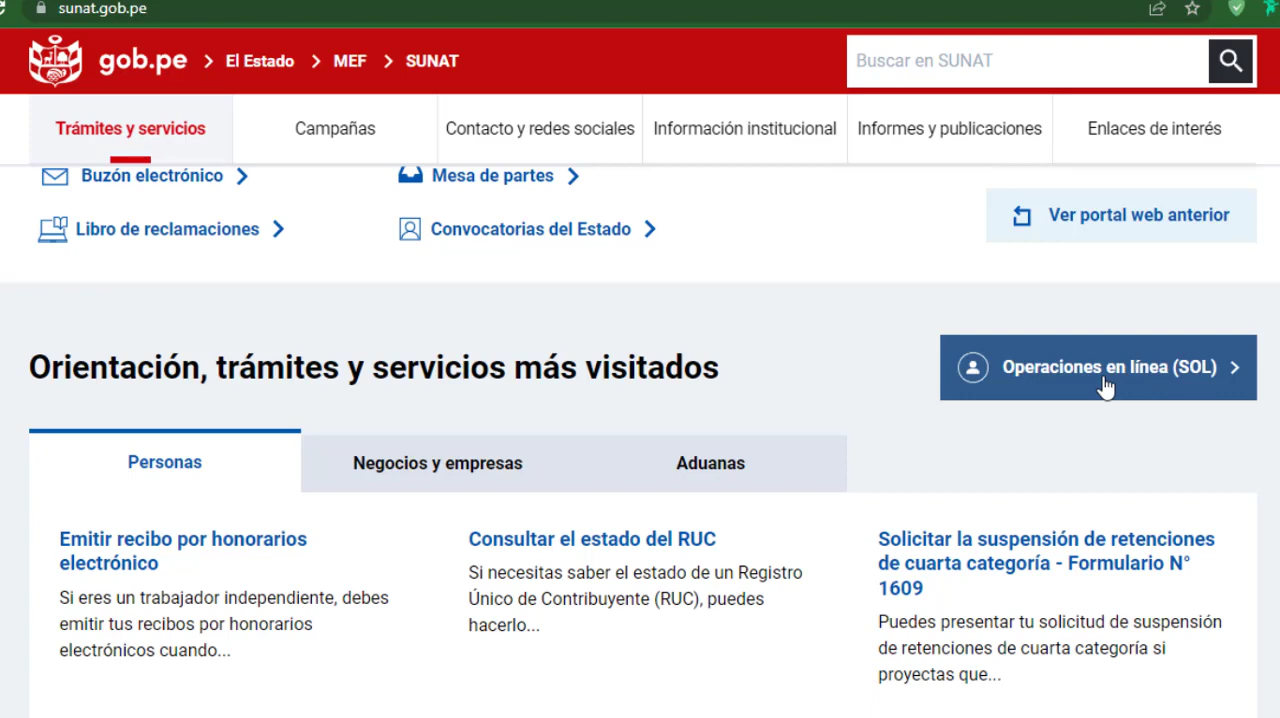 sunat.gob.pe
gob.pe > El Estado > MEF > SUNAT
Buscar en SUNAT
Trámites y servicios
Campañas
Contacto y redes sociales
Información institucional
Informes y publicaciones
Enlaces de interés
Buzón electrónico
Mesa de partes
Libro de reclamaciones
Convocatorias del Estado
Ver portal web anterior
Orientación, trámites y servicios más visitados
Operaciones en línea (SOL)
Personas
Negocios y empresas
Aduanas
Emitir recibo por honorarios
electrónico
Si eres un trabajador independiente, debes
emitir tus recibos por honorarios
electrónicos cuando...
Consultar el estado del RUC
Si necesitas saber el estado de un Registro
Único de Contribuyente (RUC), puedes
hacerlo...
Solicitar la suspensión de retenciones
de cuarta categoría - Formulario N°
1609
Puedes presentar tu solicitud de suspensión
de retenciones de cuarta categoría si
proyectas que...